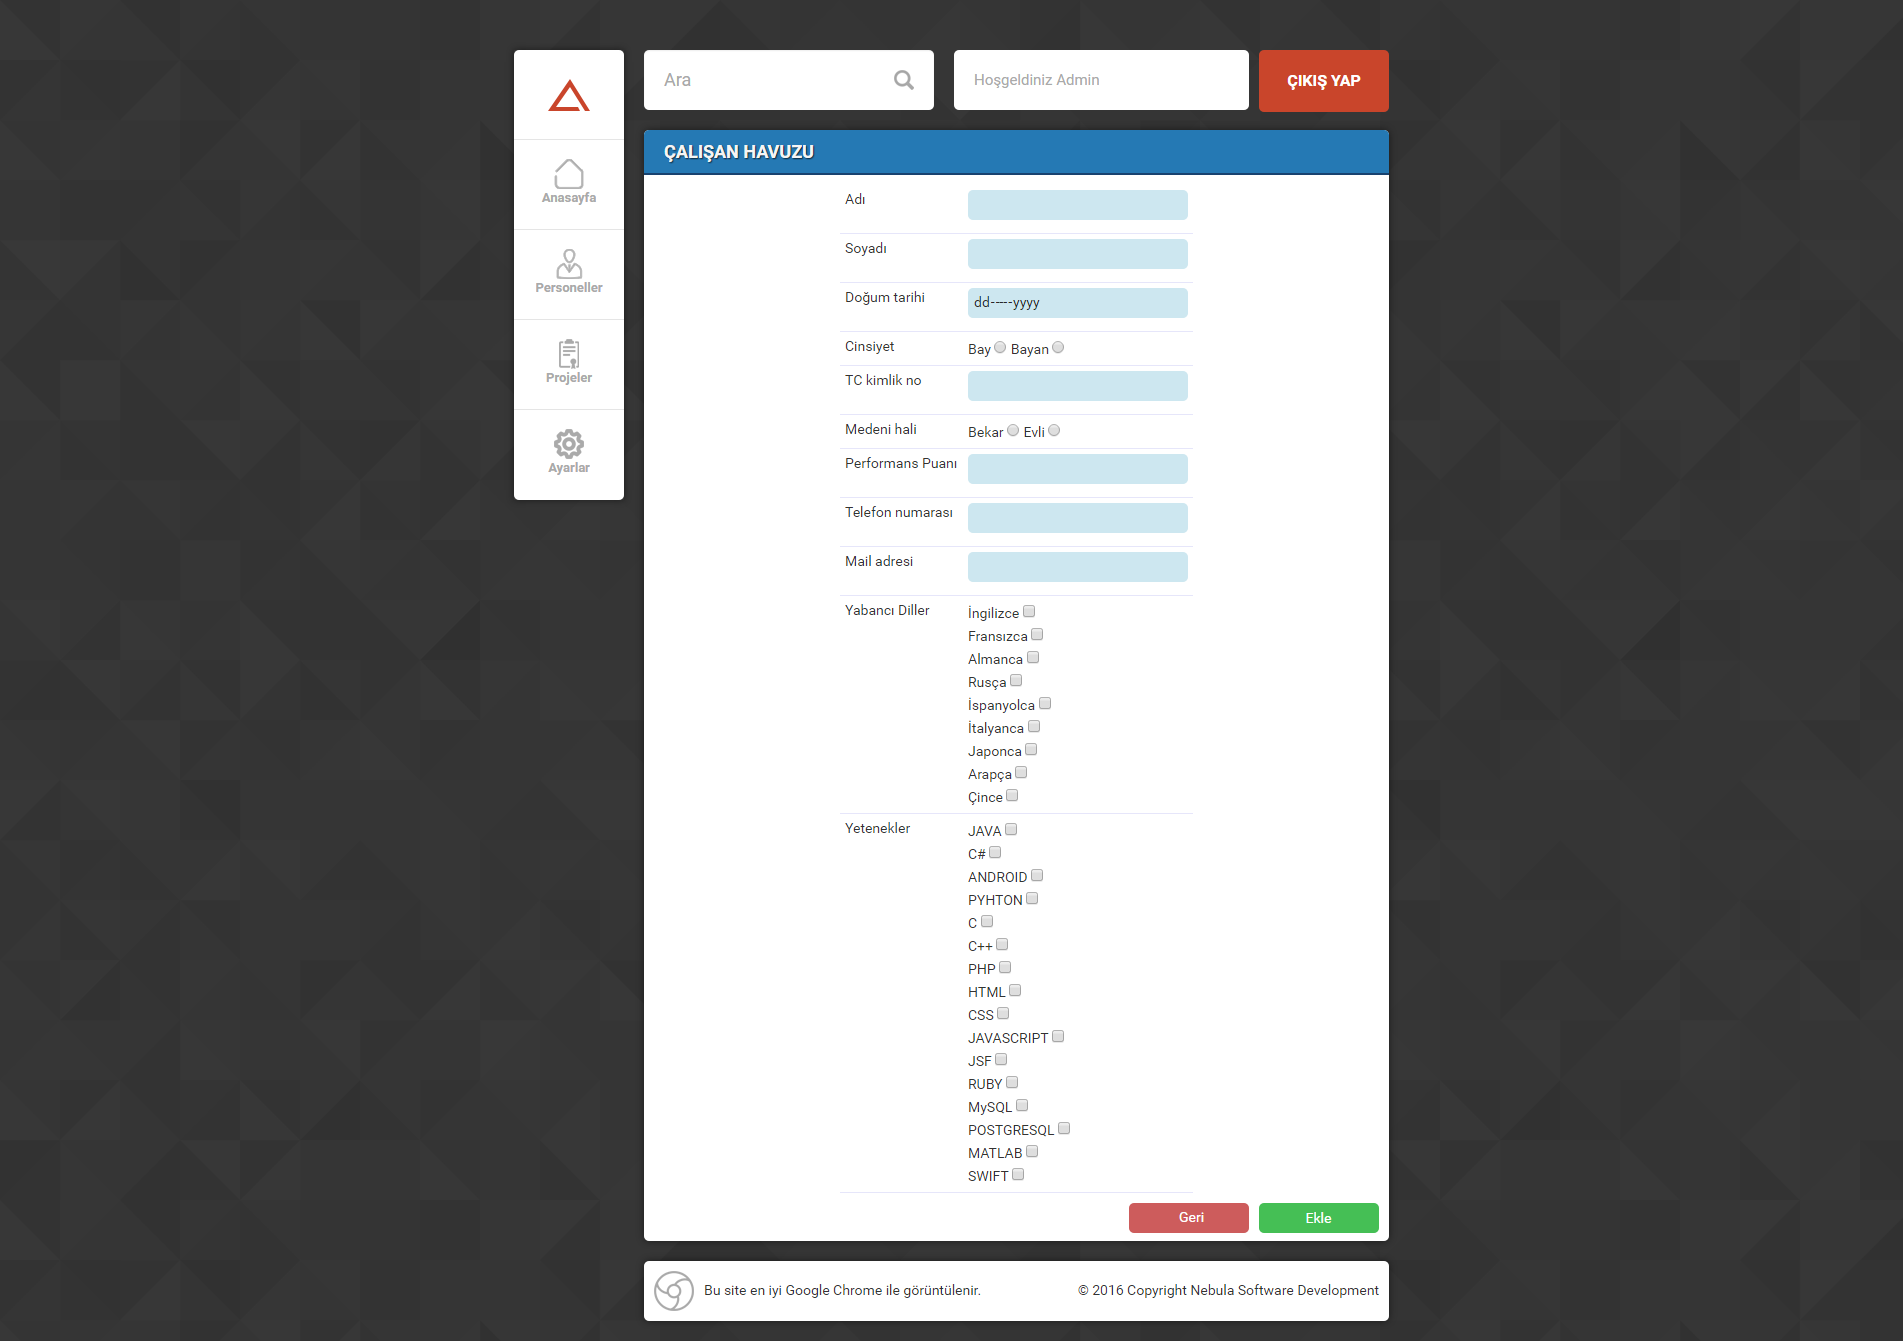 Ara
Hoşgeldiniz Admin
ÇIKIŞ YAP
Anasayfa
Personeller
Projeler
Ayarlar
ÇALIŞAN HAVUZU
Adı
Soyadı
Doğum tarihi dd-----yyyy
Cinsiyet Bay Bayan
TC kimlik no
Medeni hali Bekar Evli
Performans Puanı
Telefon numarası
Mail adresi
Yabancı Diller İngilizce
Fransızca
Almanca
Rusça
İspanyolca
İtalyanca
Japonca
Arapça
Çince
Yetenekler JAVA
C#
ANDROID
PYHTON
C
C++
PHP
HTML
CSS
JAVASCRIPT
JSF
RUBY
MySQL
POSTGRESQL
MATLAB
SWIFT
Geri Ekle
Bu site en iyi Google Chrome ile görüntülenir. © 2016 Copyright Nebula Software Development